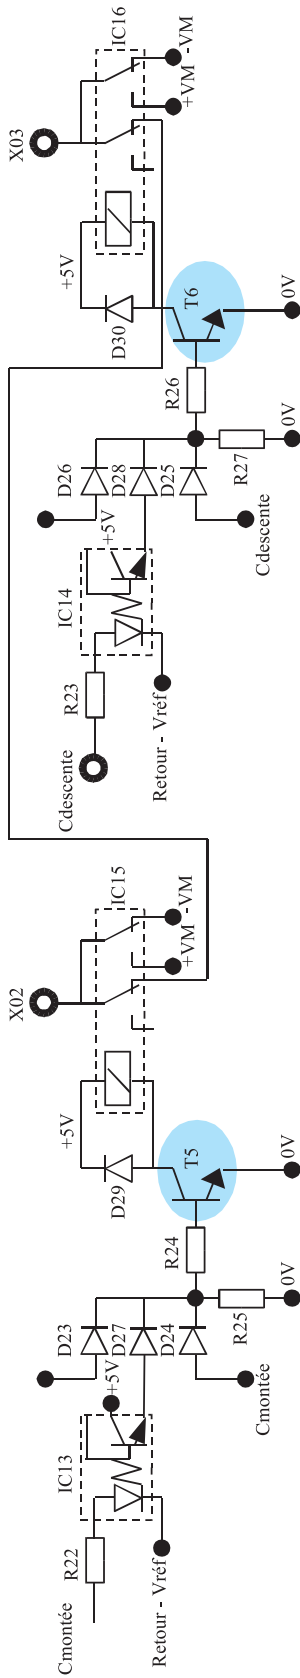 Cmontée
R22
IC13
+5V
Retour - Vréf
D23
D27
D24
Cmontée
R24
R25
0V
+5V
D29
T5
0V
X02
IC15
+VM
-VM
Cdescente
R23
IC14
+5V
Retour - Vréf
D26
D28
D25
Cdescente
R26
R27
0V
+5V
D30
T6
0V
X03
IC16
+VM
-VM